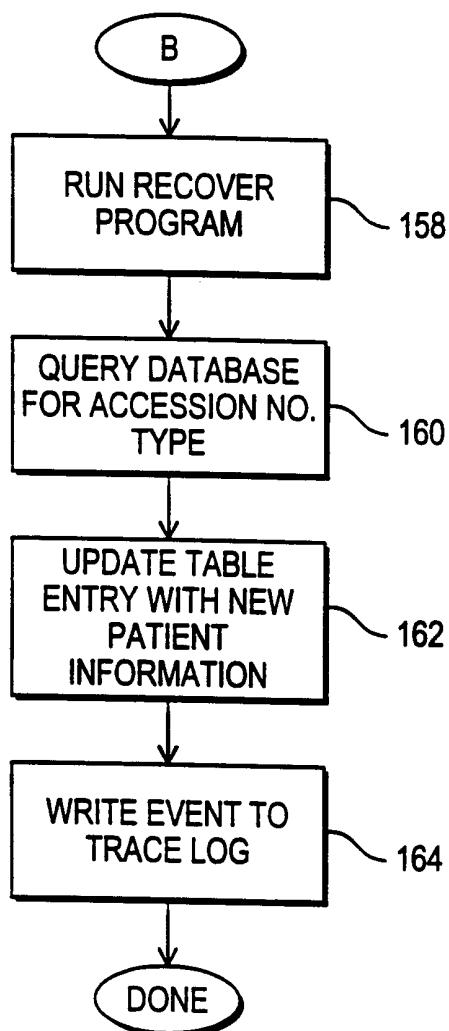 B
RUN RECOVER
PROGRAM
158
QUERY DATABASE
FOR ACCESSION NO.
TYPE
160
UPDATE TABLE
ENTRY WITH NEW
PATIENT
INFORMATION
162
WRITE EVENT TO
TRACE LOG
164
DONE